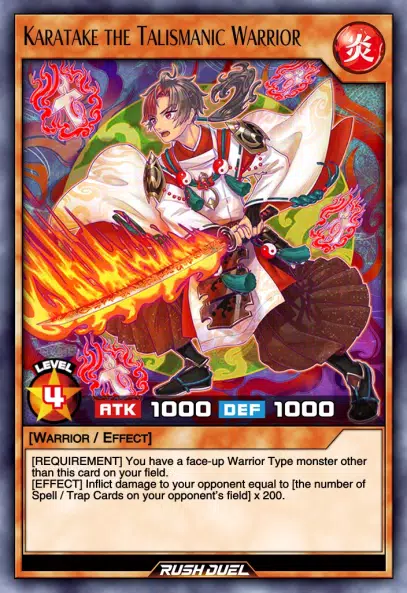 KARATAKE THE TALISMANIC WARRIOR
炎
LEVEL
4
ATK 1000 DEF 1000
[WARRIOR / EFFECT]
[REQUIREMENT] You have a face-up Warrior Type monster other
than this card on your field.
[EFFECT] Inflict damage to your opponent equal to [the number of
Spell / Trap Cards on your opponent's field] x 200.
RUSH DUEL